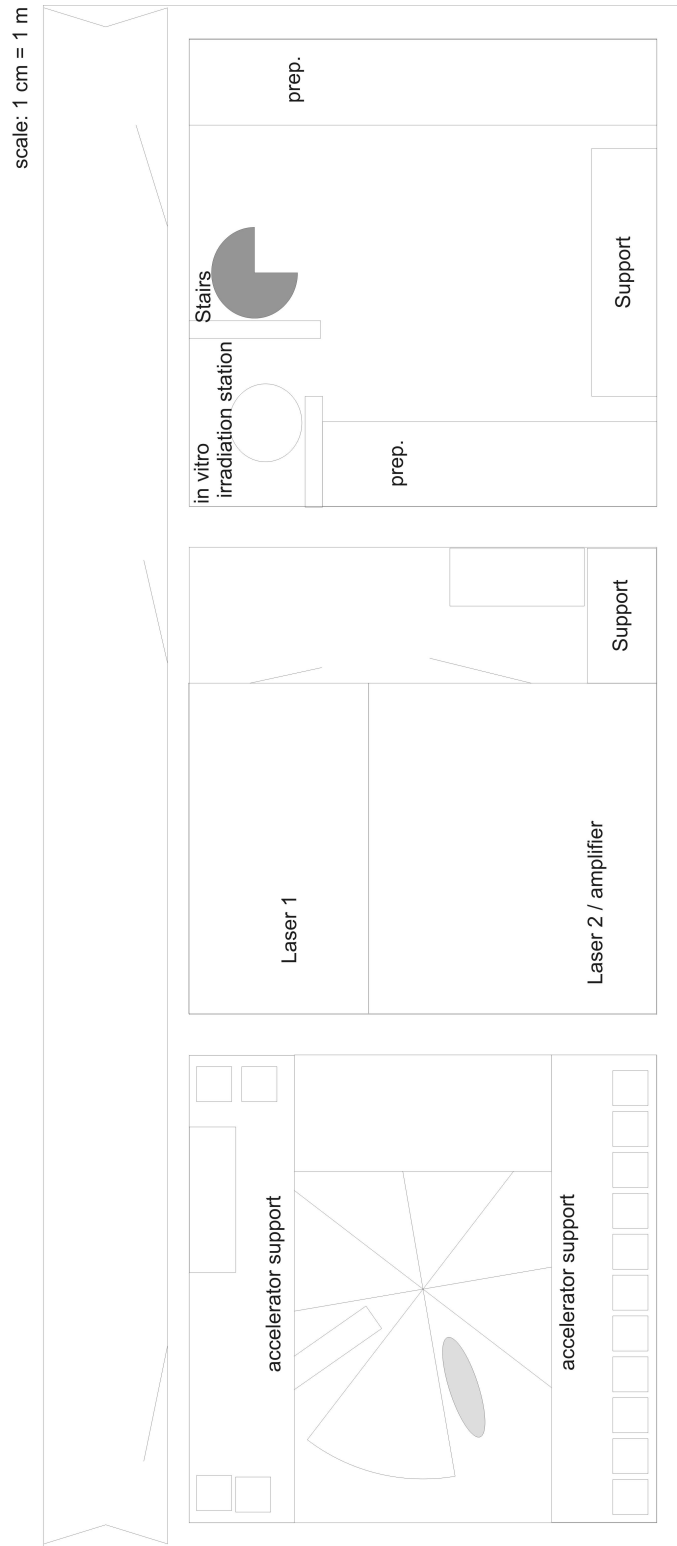 scale: 1 cm = 1 m
accelerator support
accelerator support
Laser 1
Laser 2 / amplifier
Support
in vitro
irradiation station
Stairs
prep.
prep.
Support